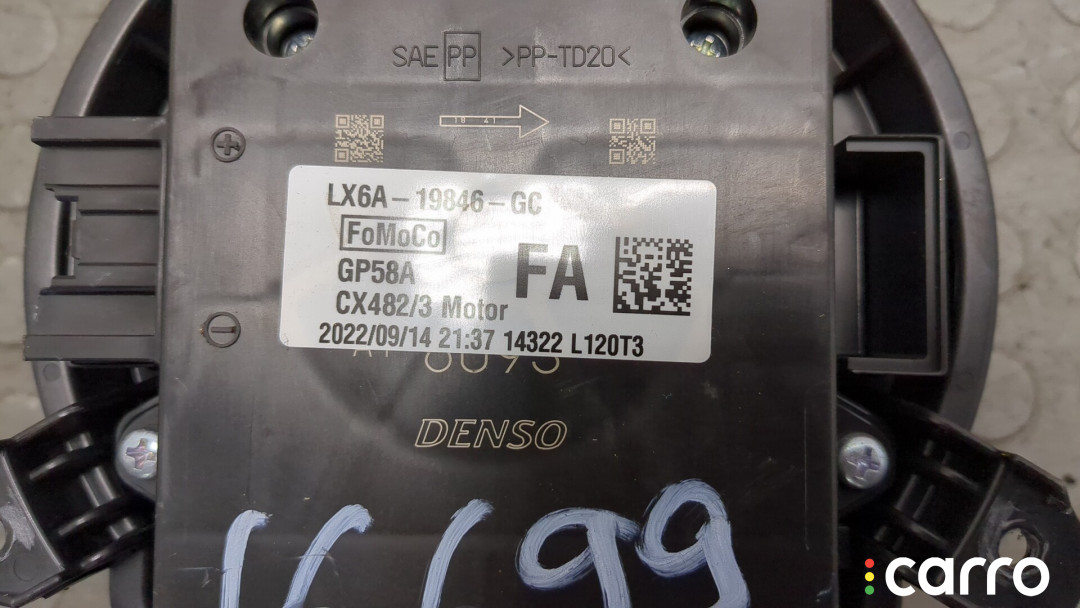 SAE PP >PP-TD20<
LX6A-19846-GC
FoMoCo
GP58A
FA
CX482/3 Motor
2022/09/14 21:37 14322 L120T3
DENSO
carro